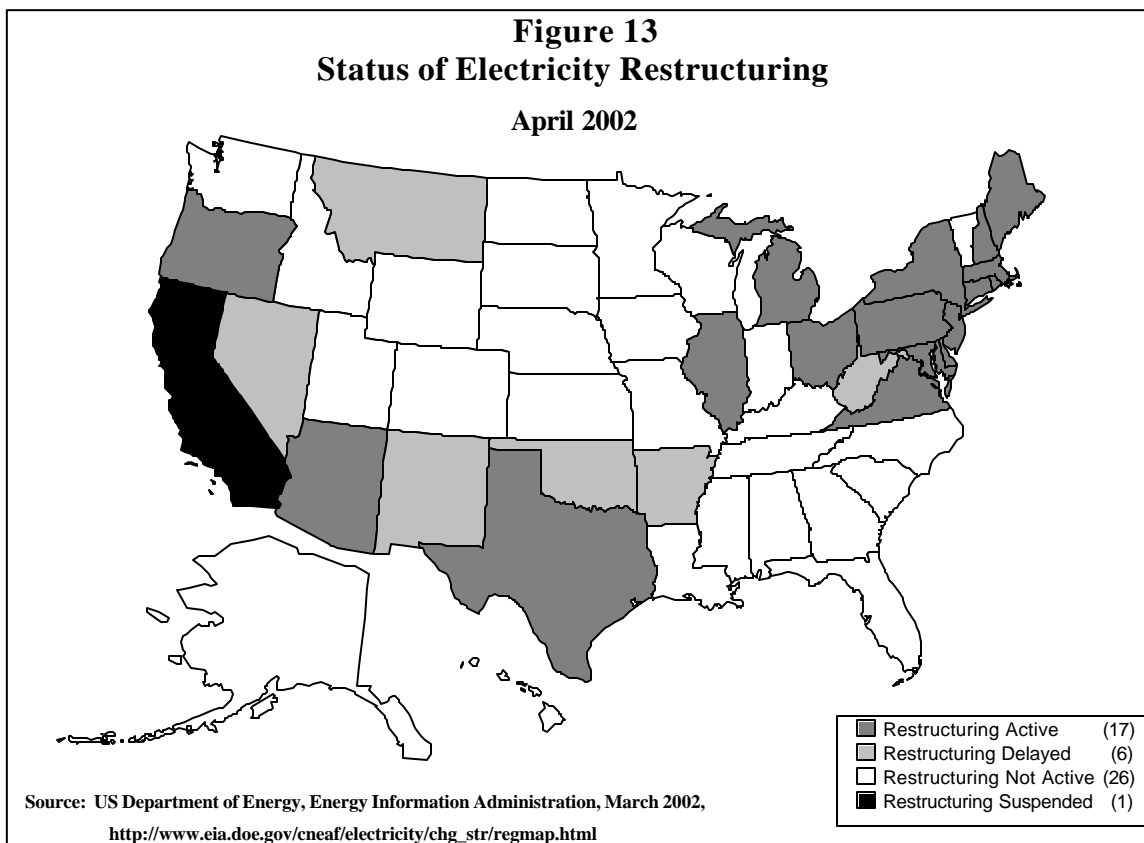 Figure 13
Status of Electricity Restructuring
April 2002
Restructuring Active (17)
Restructuring Delayed (6)
Restructuring Not Active (26)
Restructuring Suspended (1)
Source: US Department of Energy, Energy Information Administration, March 2002,
http://www.eia.doe.gov/cneaf/electricity/chg_str/regmap.html